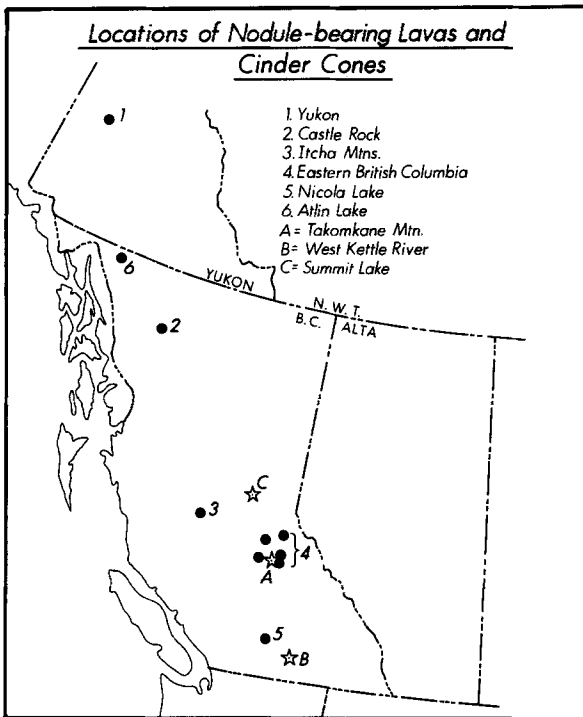 Locations of Nodule-bearing Lavas and
Cinder Cones
1. Yukon
2. Castle Rock
3. Itcha Mtns.
4. Eastern British Columbia
5. Nicola Lake
6. Atlin Lake
A = Takomkane Mtn.
B = West Kettle River
C = Summit Lake
1
6
YUKON
N. W. T.
B.C. ALTA
2
C
3
4
A
5
B